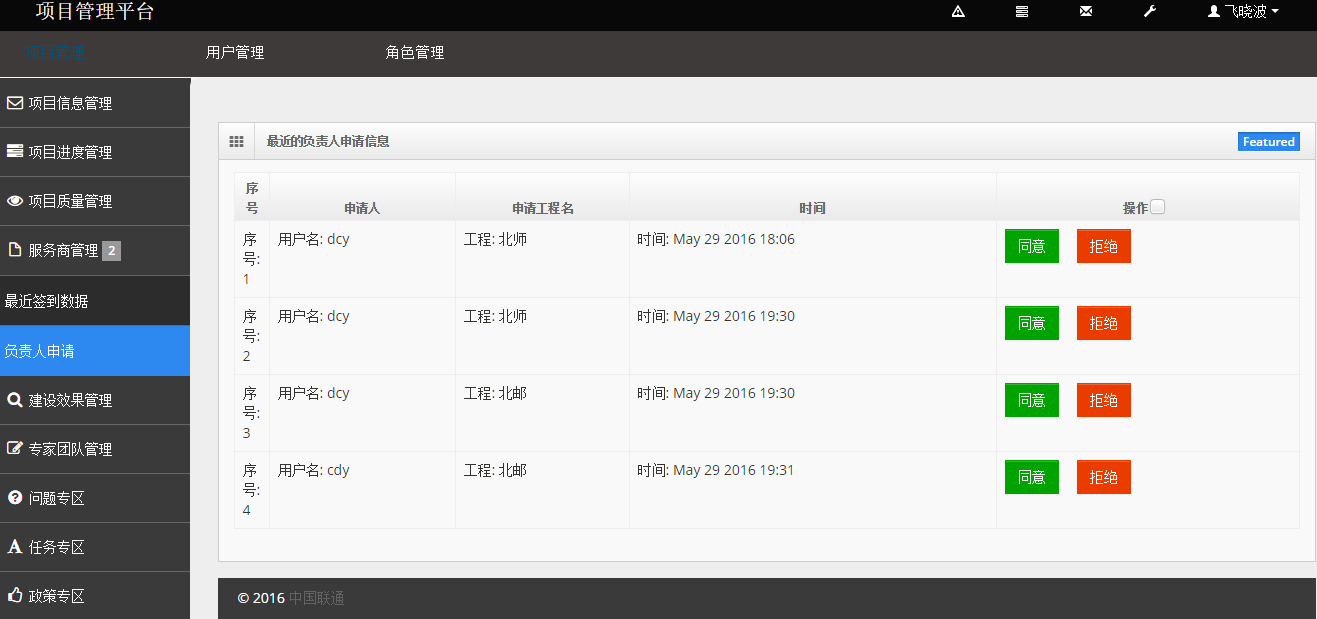 项目管理平台
飞晓波
项目管理 用户管理 角色管理
项目信息管理
项目进度管理
项目质量管理
服务商管理 2
最近签到数据
负责人申请
建设效果管理
专家团队管理
问题专区
任务专区
政策专区
最近的负责人申请信息 Featured
序号 申请人 申请工程名 时间 操作
序号: 1 用户名: dcy 工程: 北师 时间: May 29 2016 18:06 同意 拒绝
序号: 2 用户名: dcy 工程: 北师 时间: May 29 2016 19:30 同意 拒绝
序号: 3 用户名: dcy 工程: 北邮 时间: May 29 2016 19:30 同意 拒绝
序号: 4 用户名: cdy 工程: 北邮 时间: May 29 2016 19:31 同意 拒绝
© 2016 中国联通